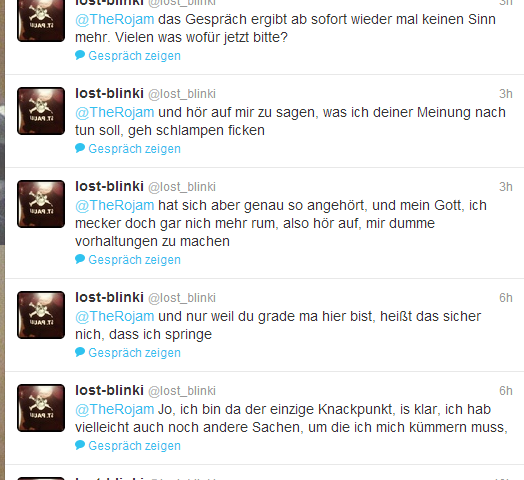 lost-blinki @lost_blinki 3h
@TheRojam das Gespräch ergibt ab sofort wieder mal keinen Sinn
mehr. Vielen was wofür jetzt bitte?
Gespräch zeigen
lost-blinki @lost_blinki 3h
@TheRojam und hör auf mir zu sagen, was ich deiner Meinung nach
tun soll, geh schlampen ficken
Gespräch zeigen
lost-blinki @lost_blinki 3h
@TheRojam hat sich aber genau so angehört, und mein Gott, ich
mecker doch gar nich mehr rum, also hör auf, mir dumme
vorhaltungen zu machen
Gespräch zeigen
lost-blinki @lost_blinki 6h
@TheRojam und nur weil du grade ma hier bist, heißt das sicher
nich, dass ich springe
Gespräch zeigen
lost-blinki @lost_blinki 6h
@TheRojam Jo, ich bin da der einzige Knackpunkt, is klar, ich hab
vielleicht auch noch andere Sachen, um die ich mich kümmern muss,
Gespräch zeigen